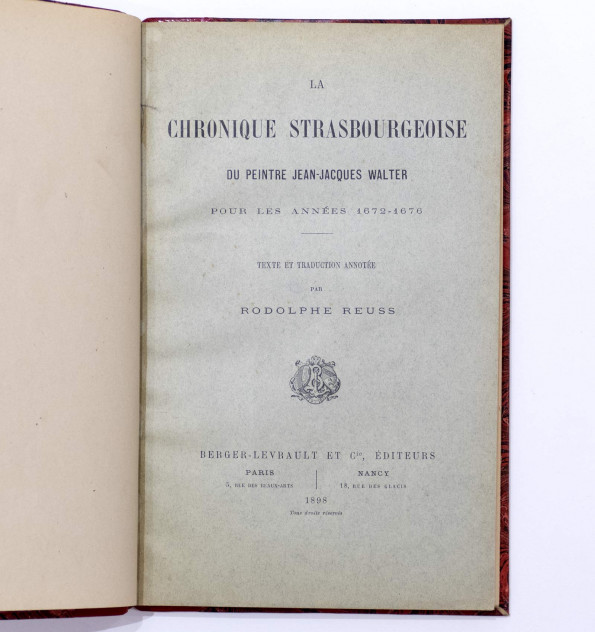 LA
CHRONIQUE STRASBOURGEOISE
DU PEINTRE JEAN-JACQUES WALTER
POUR LES ANNÉES 1672-1676
TEXTE ET TRADUCTION ANNOTÉE
PAR
RODOLPHE REUSS
BERGER-LEVRAULT ET Cie, ÉDITEURS
PARIS
5, RUE DES BEAUX-ARTS
NANCY
18, RUE DES GLACIS
1898
Tous droits réservés